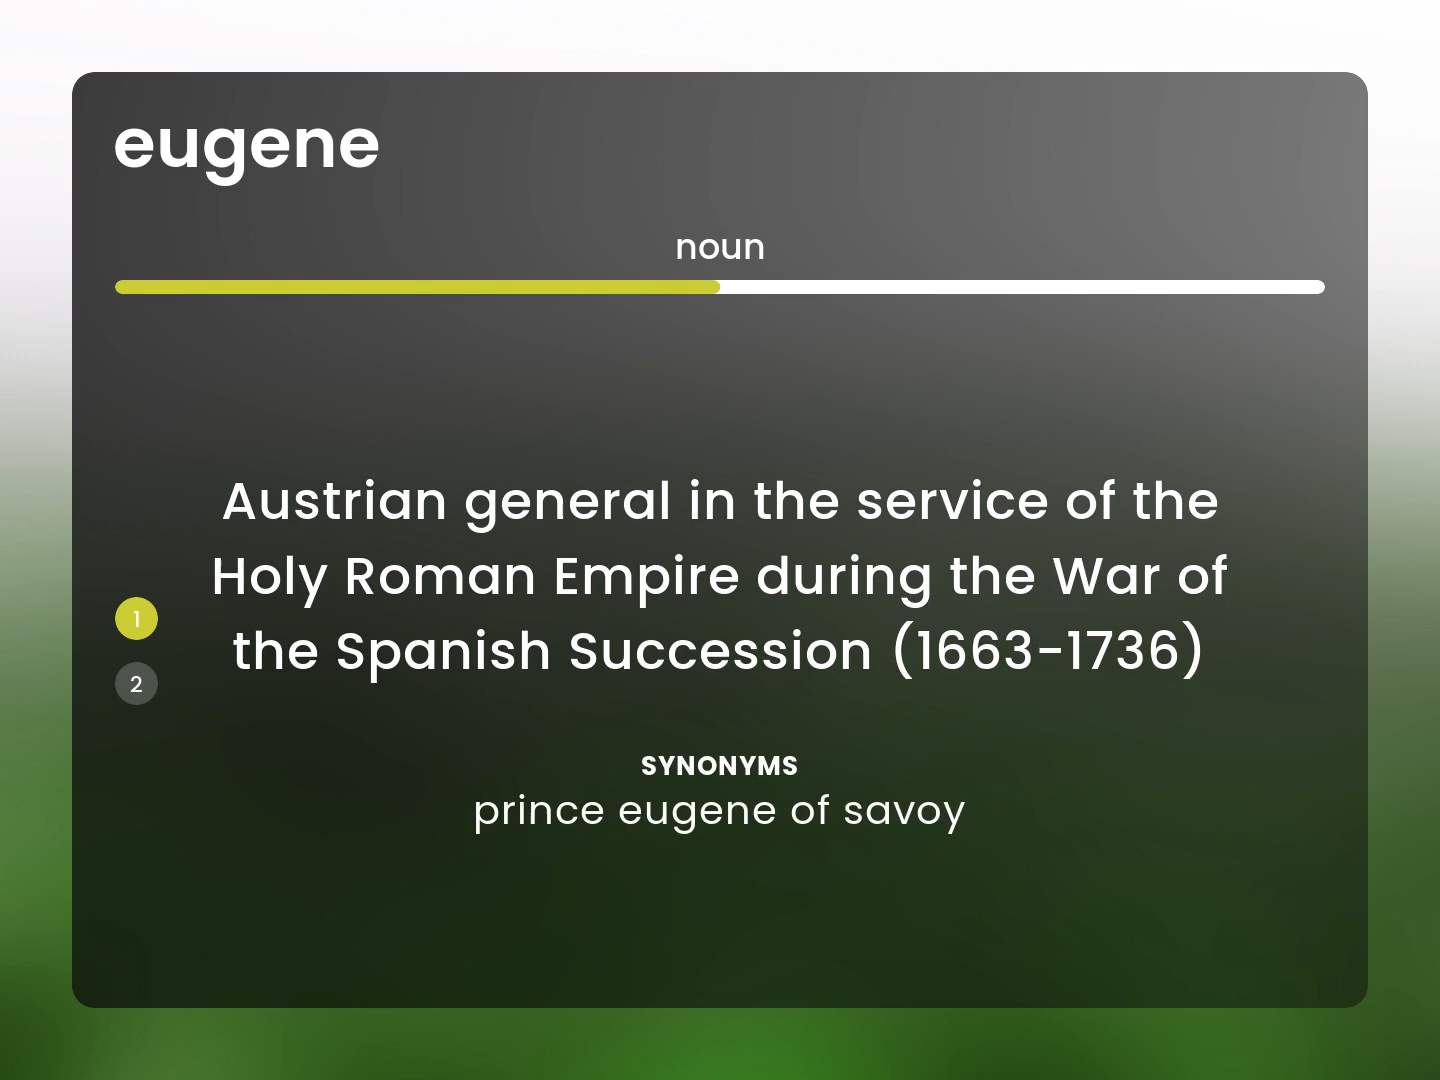 eugene
noun
Austrian general in the service of the
Holy Roman Empire during the War of
the Spanish Succession (1663-1736)
1
2
SYNONYMS
prince eugene of savoy